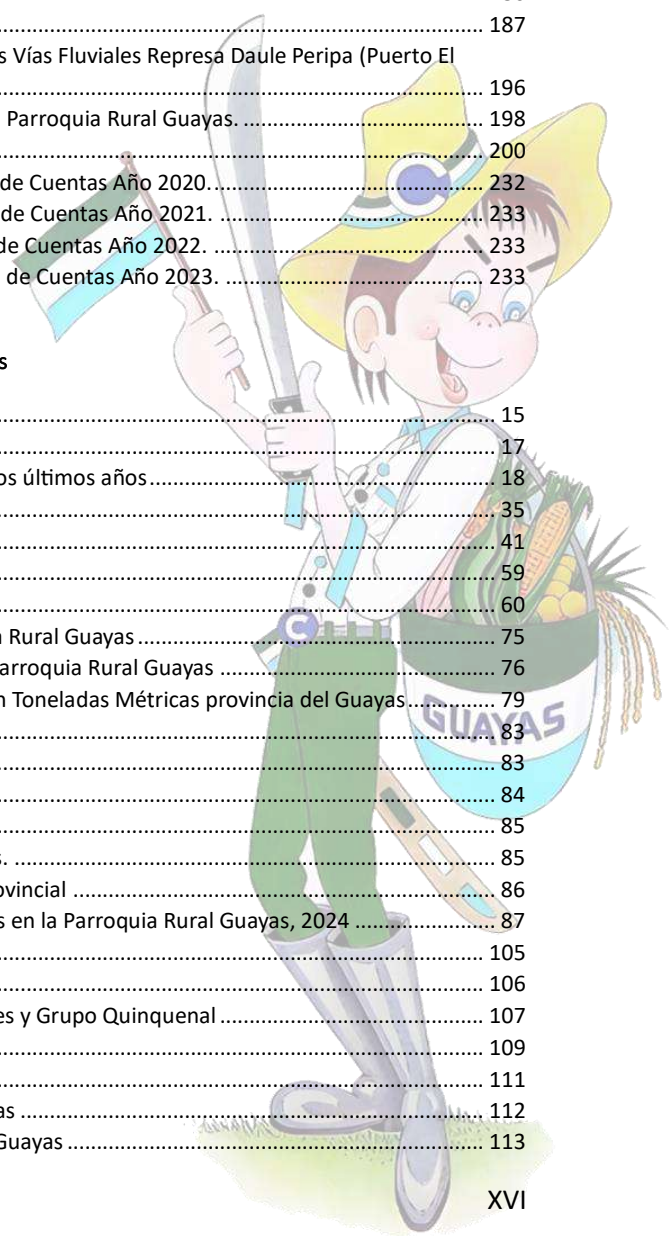 187
s Vías Fluviales Represa Daule Peripa (Puerto El
196
Parroquia Rural Guayas. 198
200
de Cuentas Año 2020. 232
de Cuentas Año 2021. 233
de Cuentas Año 2022. 233
de Cuentas Año 2023. 233
s
15
17
os últimos años 18
35
41
59
60
Rural Guayas 75
arroquia Rural Guayas 76
n Toneladas Métricas provincia del Guayas 79
83
83
84
85
s. 85
ovincial 86
s en la Parroquia Rural Guayas, 2024 87
105
106
es y Grupo Quinquenal 107
109
111
as 112
Guayas 113
C
C
GUAYAS
XVI